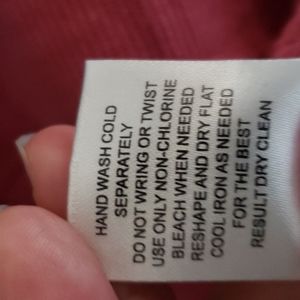 HAND WASH COLD
SEPARATELY
DO NOT WRING OR TWIST
USE ONLY NON-CHLORINE
BLEACH WHEN NEEDED
RESHAPE AND DRY FLAT
COOL IRON AS NEEDED
FOR THE BEST
RESULT DRY CLEAN